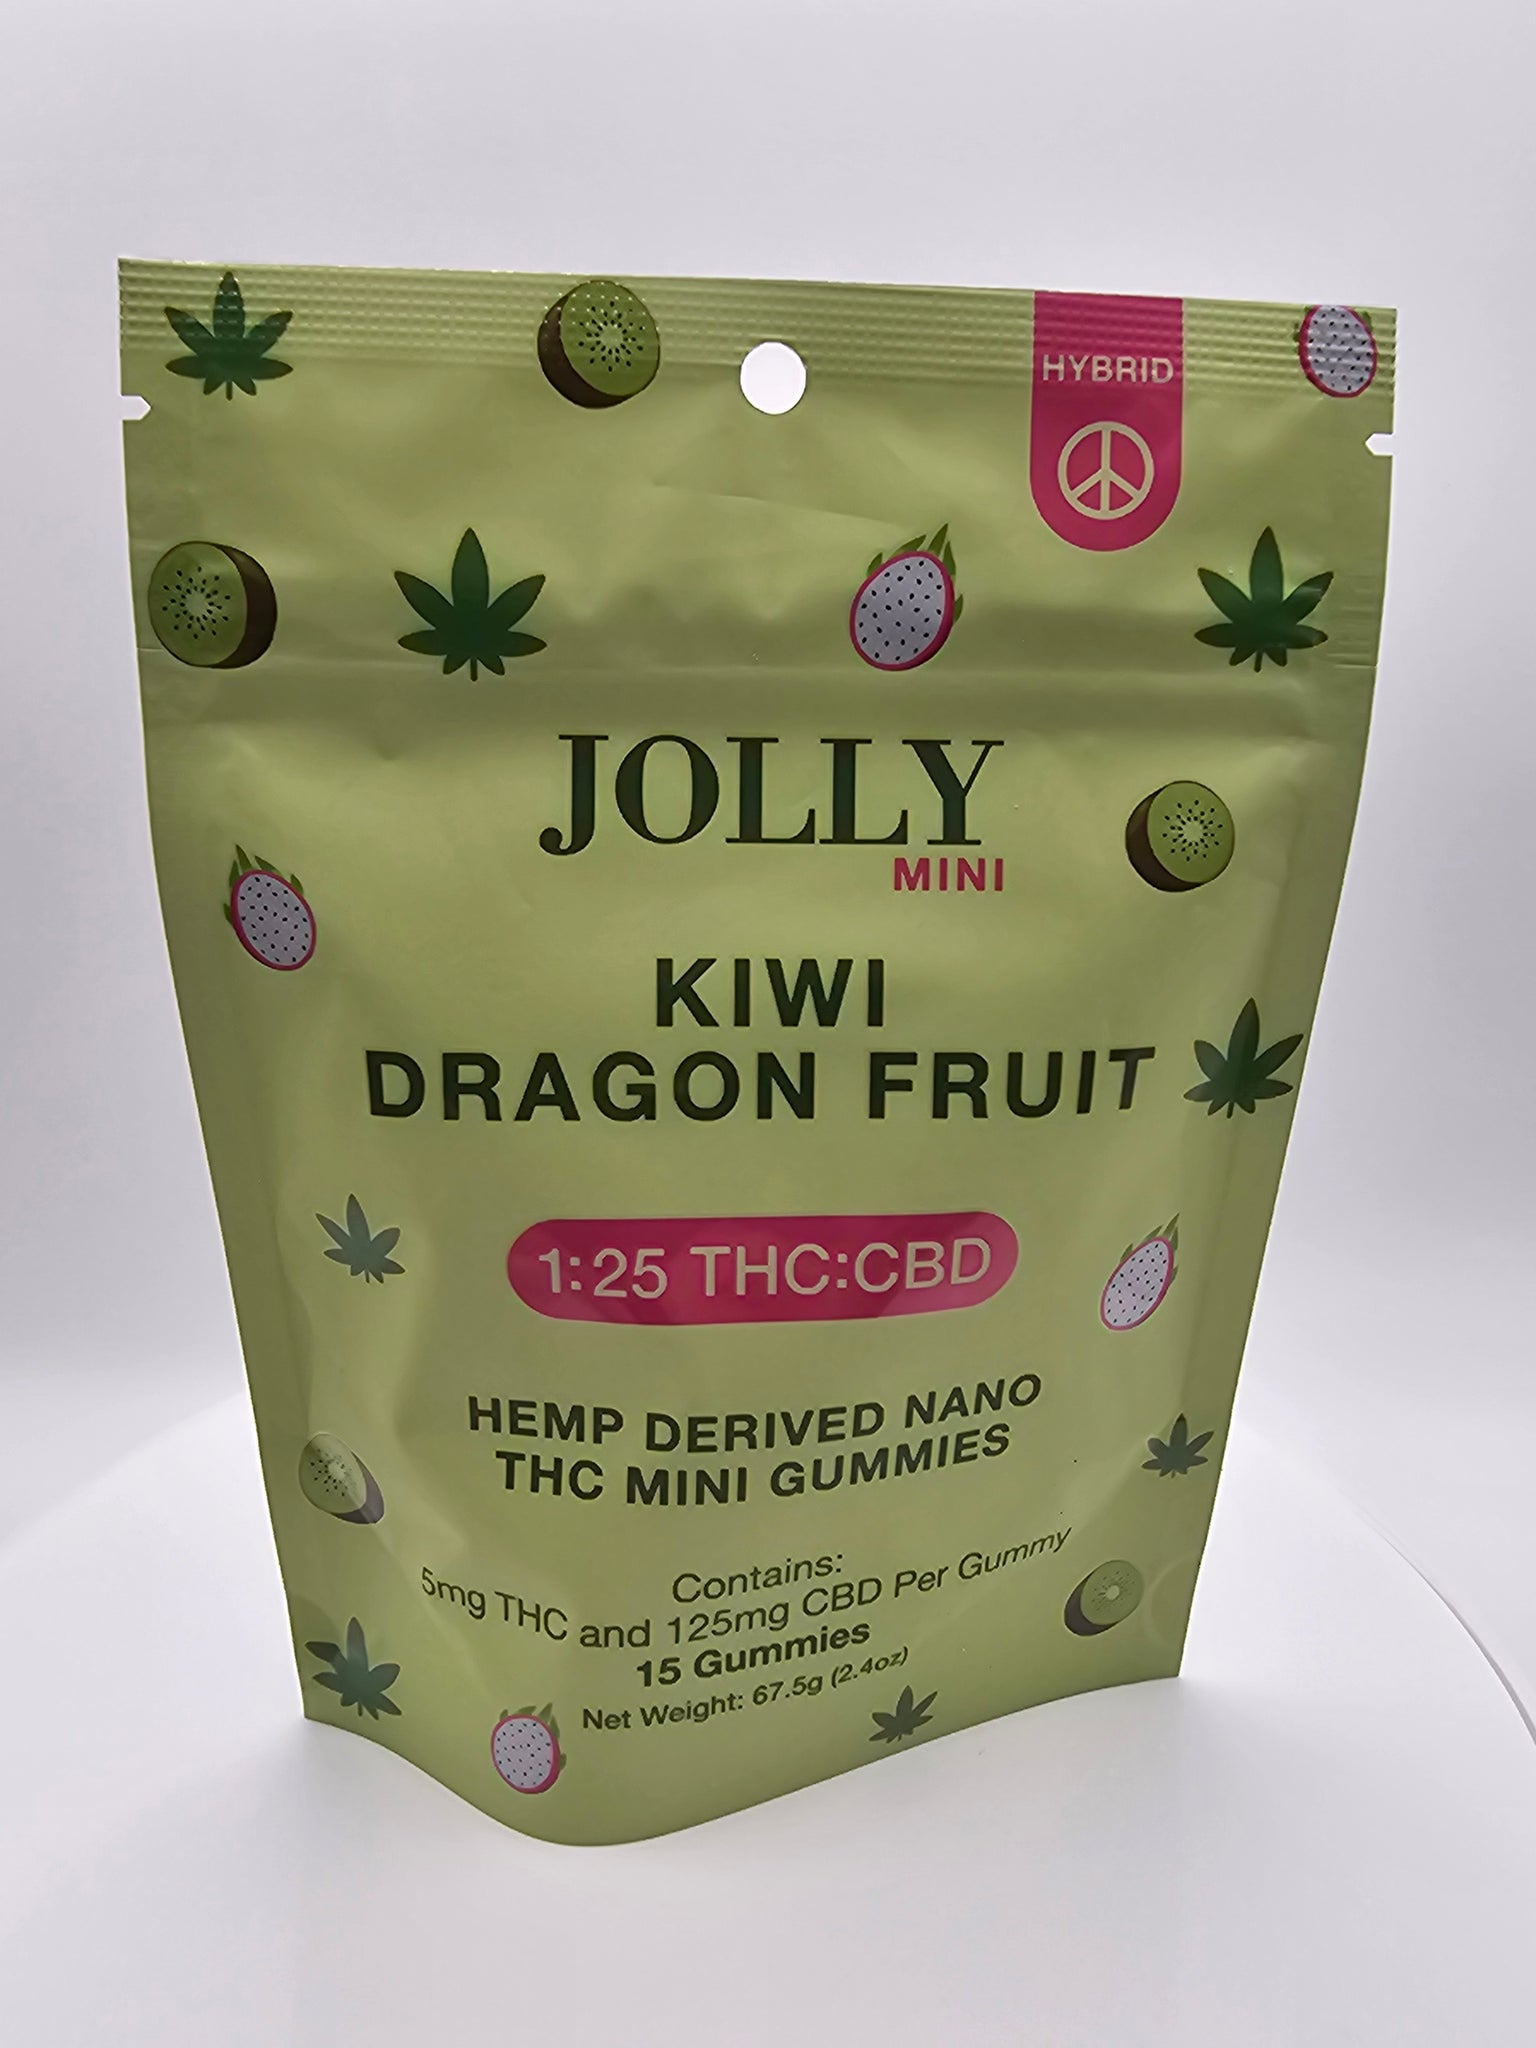 HYBRID
JOLLY
MINI
KIWI
DRAGON FRUIT
1:25 THC:CBD
HEMP DERIVED NANO
THC MINI GUMMIES
Contains:
5mg THC and 125mg CBD Per Gummy
15 Gummies
Net Weight: 67.5g (2.4oz)